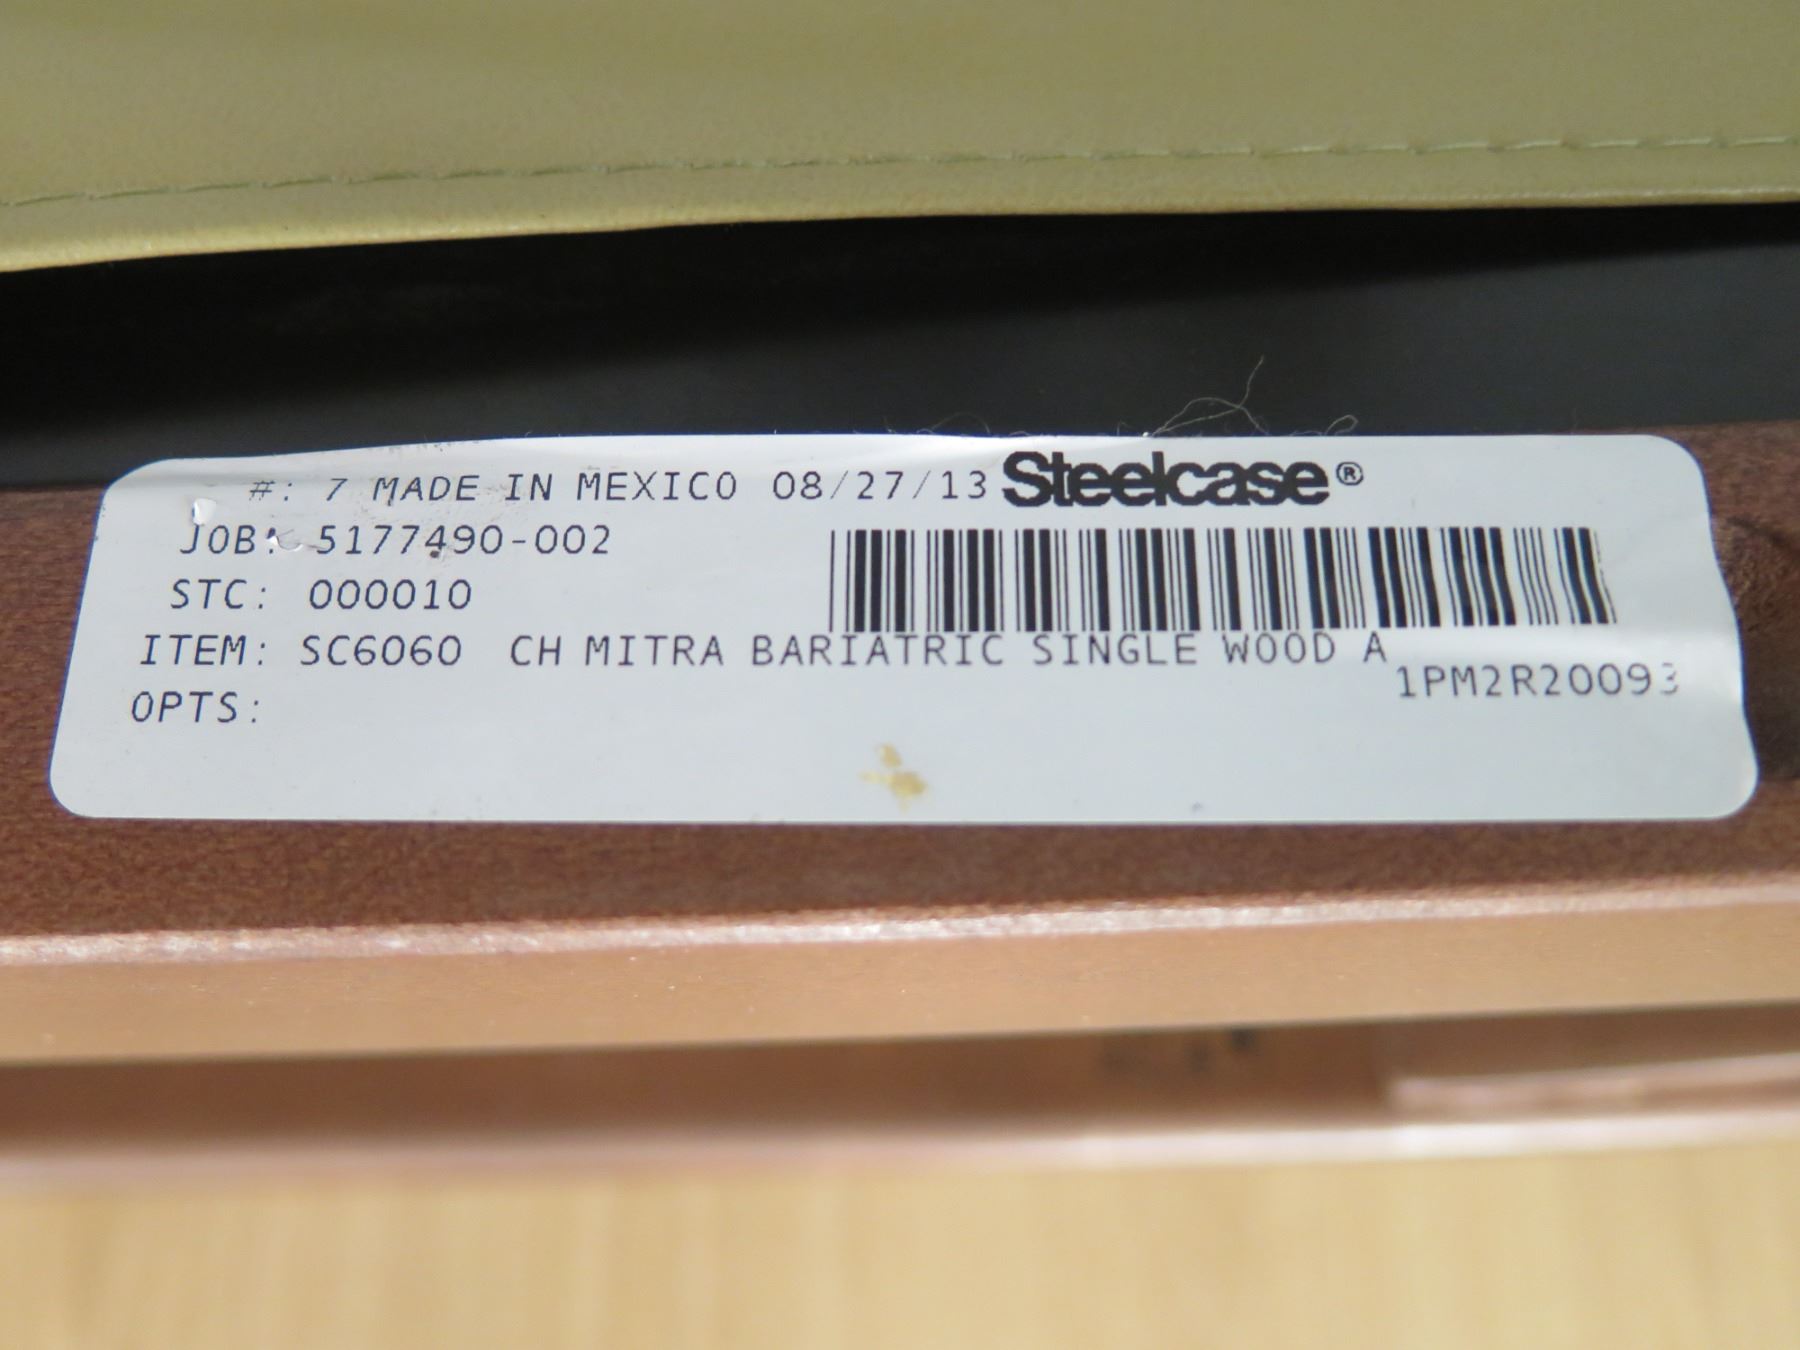 #: 7 MADE IN MEXICO 08/27/13 Steelcase®
JOB: 5177490-002
STC: 000010
ITEM: SC6060 CH MITRA BARIATRIC SINGLE WOOD A
1PM2R20093
OPTS: